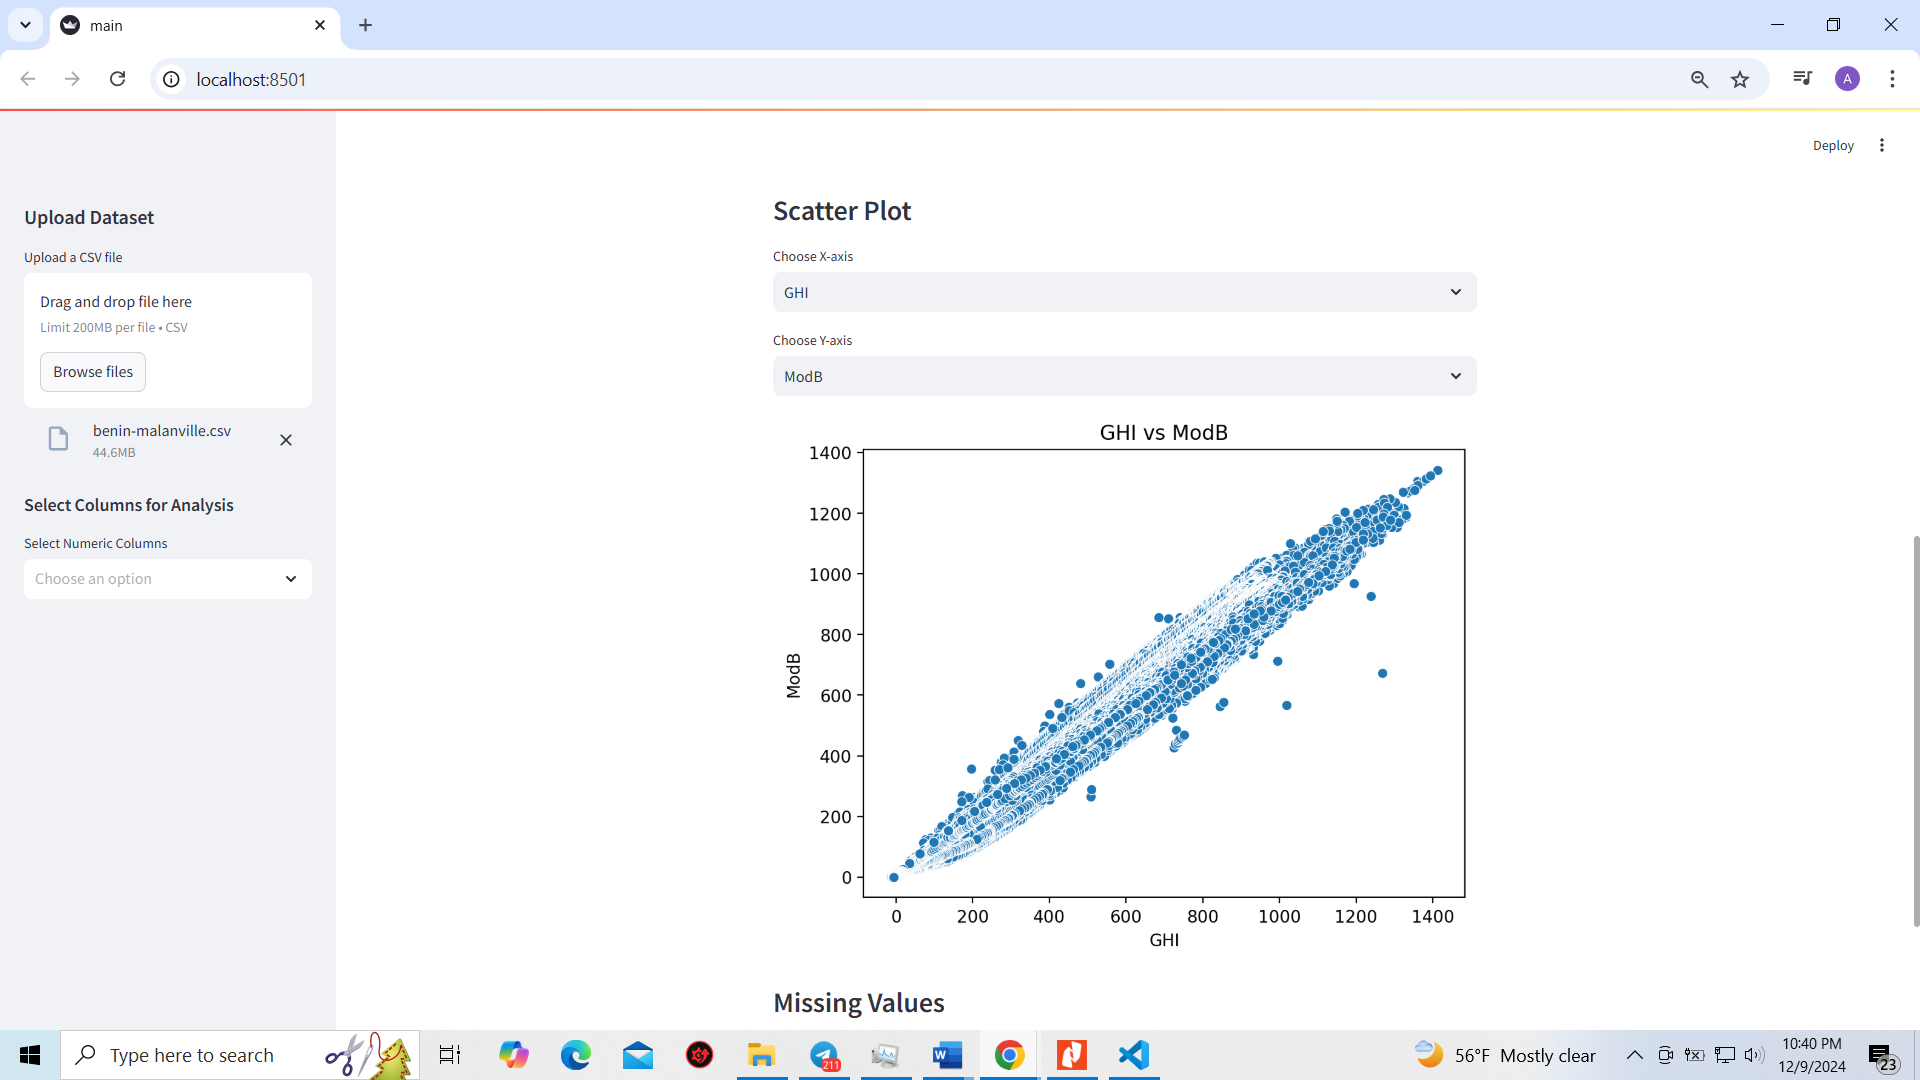 main
localhost:8501
A
Deploy
Upload Dataset
Upload a CSV file
Drag and drop file here
Limit 200MB per file • CSV
Browse files
benin-malanville.csv
44.6MB
Select Columns for Analysis
Select Numeric Columns
Choose an option
Scatter Plot
Choose X-axis
GHI
Choose Y-axis
ModB
GHI vs ModB
1400
1200
1000
800
600
400
200
0
ModB
0 200 400 600 800 1000 1200 1400
GHI
Missing Values
Type here to search
211
W
56°F Mostly clear
10:40 PM
12/9/2024
23